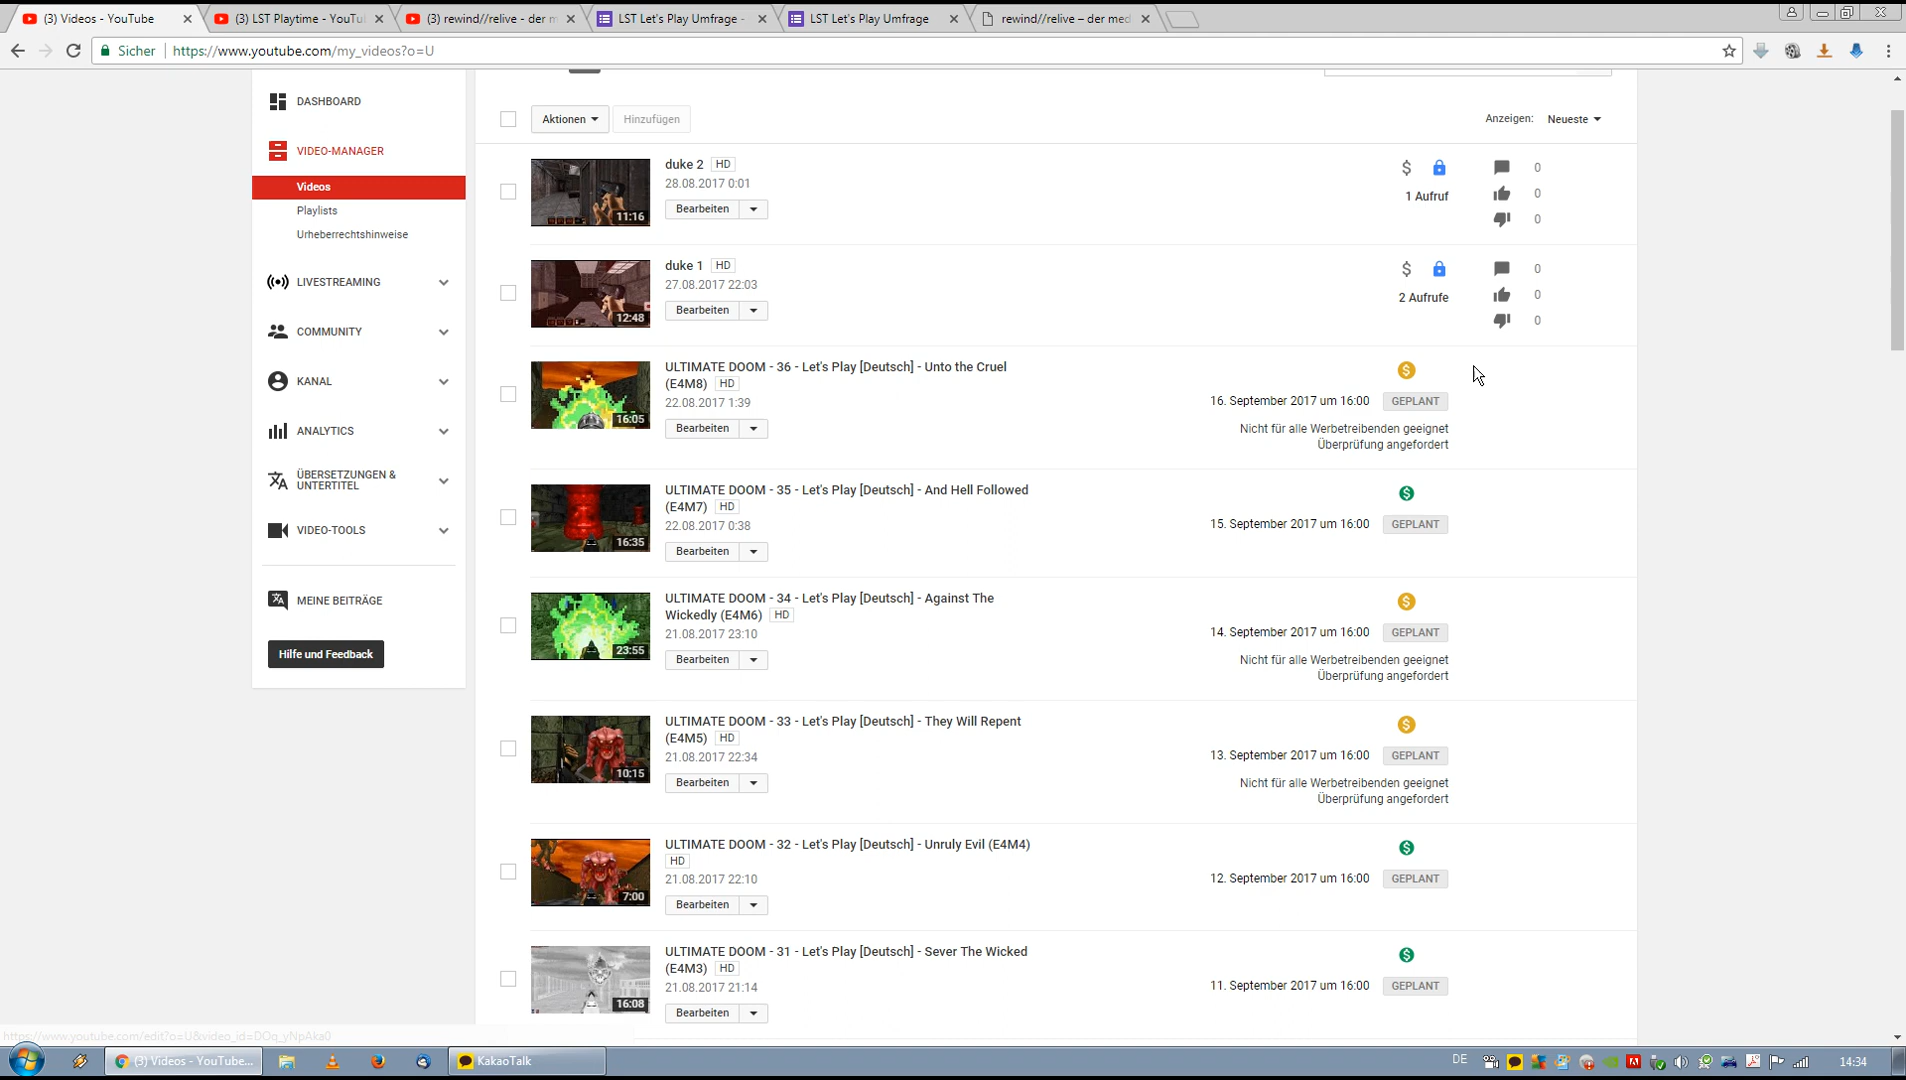 (3) Videos - YouTube
(3) LST Playtime - YouTu
(3) rewind//relive - der m
LST Let's Play Umfrage -
LST Let's Play Umfrage
rewind//relive – der med
Sicher
https://www.youtube.com/my_videos?o=U
DASHBOARD
VIDEO-MANAGER
Videos
Playlists
Urheberrechtshinweise
LIVESTREAMING
COMMUNITY
KANAL
ANALYTICS
ÜBERSETZUNGEN &
UNTERTITEL
VIDEO-TOOLS
MEINE BEITRÄGE
Hilfe und Feedback
Aktionen
Hinzufügen
Anzeigen:
Neueste
duke 2 HD
28.08.2017 0:01
Bearbeiten
11:16
1 Aufruf
0
0
0
duke 1 HD
27.08.2017 22:03
Bearbeiten
12:48
2 Aufrufe
0
0
0
ULTIMATE DOOM - 36 - Let's Play [Deutsch] - Unto the Cruel
(E4M8) HD
22.08.2017 1:39
Bearbeiten
16:05
16. September 2017 um 16:00 GEPLANT
Nicht für alle Werbetreibenden geeignet
Überprüfung angefordert
ULTIMATE DOOM - 35 - Let's Play [Deutsch] - And Hell Followed
(E4M7) HD
22.08.2017 0:38
Bearbeiten
16:35
15. September 2017 um 16:00 GEPLANT
ULTIMATE DOOM - 34 - Let's Play [Deutsch] - Against The
Wickedly (E4M6) HD
21.08.2017 23:10
Bearbeiten
23:55
14. September 2017 um 16:00 GEPLANT
Nicht für alle Werbetreibenden geeignet
Überprüfung angefordert
ULTIMATE DOOM - 33 - Let's Play [Deutsch] - They Will Repent
(E4M5) HD
21.08.2017 22:34
Bearbeiten
10:15
13. September 2017 um 16:00 GEPLANT
Nicht für alle Werbetreibenden geeignet
Überprüfung angefordert
ULTIMATE DOOM - 32 - Let's Play [Deutsch] - Unruly Evil (E4M4)
HD
21.08.2017 22:10
Bearbeiten
7:00
12. September 2017 um 16:00 GEPLANT
ULTIMATE DOOM - 31 - Let's Play [Deutsch] - Sever The Wicked
(E4M3) HD
21.08.2017 21:14
Bearbeiten
16:08
11. September 2017 um 16:00 GEPLANT
https://www.youtube.com/edit?o=U&video_id=DOq_yNpAka0
(3) Videos - YouTube...
KakaoTalk
DE
14:34